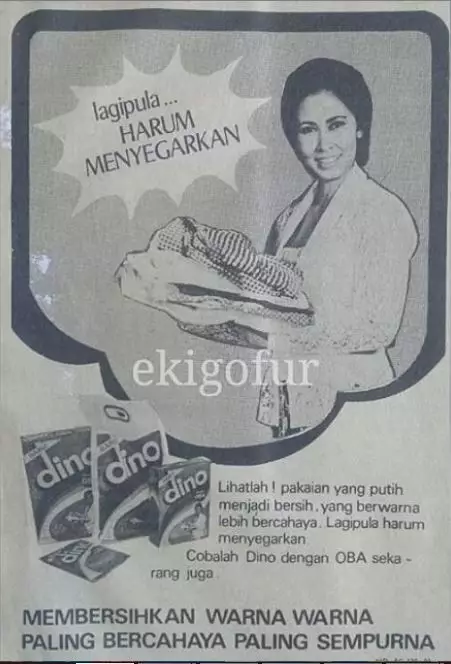 lagipula ...
HARUM
MENYEGARKAN
ekigofur
dino
dino
dino
dino
Lihatlah ! pakaian yang putih
menjadi bersih, yang berwarna
lebih bercahaya. Lagipula harum
menyegarkan.
Cobalah Dino dengan OBA seka -
rang juga.
MEMBERSIHKAN WARNA WARNA
PALING BERCAHAYA PALING SEMPURNA